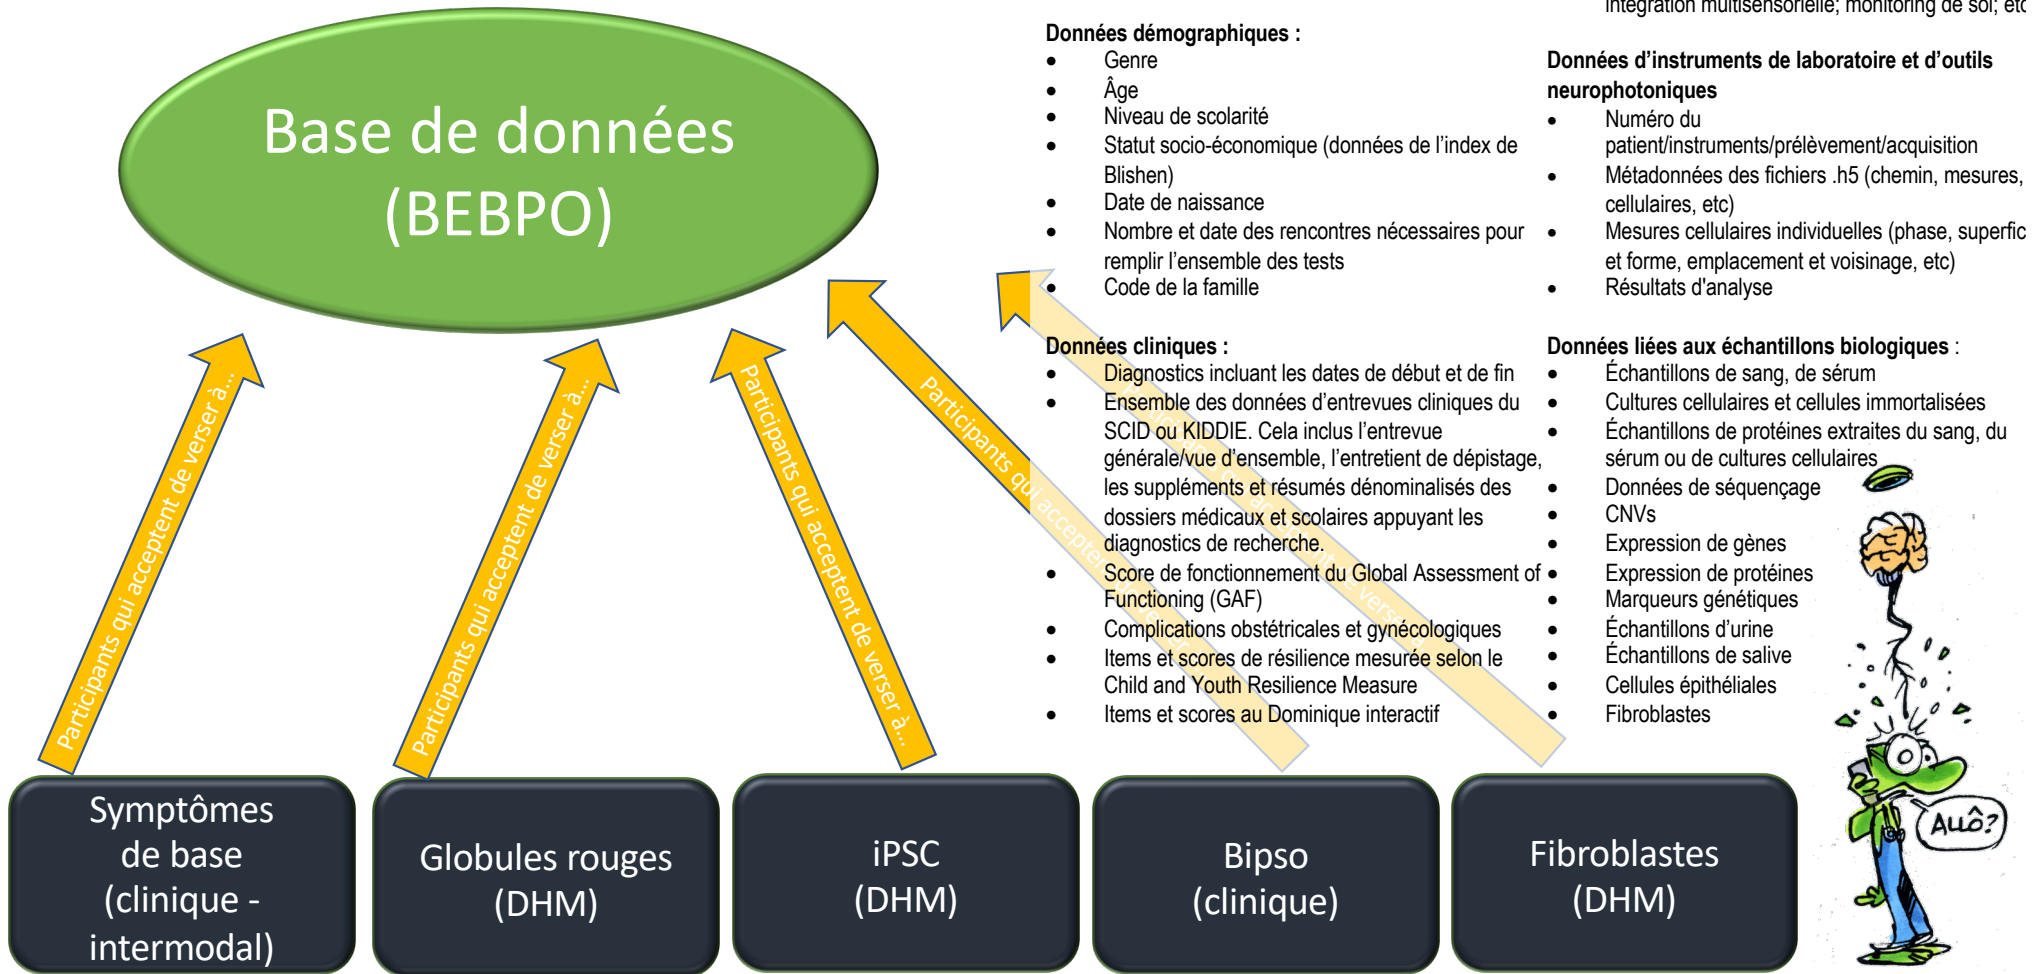 Base de données
(BEBPO)
Données démographiques :
• Genre
• Âge
• Niveau de scolarité
• Statut socio-économique (données de l'index de
Blishen)
• Date de naissance
• Nombre et date des rencontres nécessaires pour
remplir l'ensemble des tests
• Code de la famille
Données cliniques :
• Diagnostics incluant les dates de début et de fin
• Ensemble des données d'entrevues cliniques du
SCID ou KIDDIE. Cela inclus l'entrevue
générale/vue d'ensemble, l'entretient de dépistage,
les suppléments et résumés dénominalisés des
dossiers médicaux et scolaires appuyant les
diagnostics de recherche.
• Score de fonctionnement du Global Assessment of
Functioning (GAF)
• Complications obstétricales et gynécologiques
• Items et scores de résilience mesurée selon le
Child and Youth Resilience Measure
• Items et scores au Dominique interactif
intégration multisensorielle; monitoring de soi; etc
Données d'instruments de laboratoire et d'outils
neurophotoniques
• Numéro du
patient/instruments/prélèvement/acquisition
• Métadonnées des fichiers .h5 (chemin, mesures,
cellulaires, etc)
• Mesures cellulaires individuelles (phase, superfic
et forme, emplacement et voisinage, etc)
• Résultats d'analyse
Données liées aux échantillons biologiques :
• Échantillons de sang, de sérum
• Cultures cellulaires et cellules immortalisées
• Échantillons de protéines extraites du sang, du
sérum ou de cultures cellulaires
• Données de séquençage
• CNVs
• Expression de gènes
• Expression de protéines
• Marqueurs génétiques
• Échantillons d'urine
• Échantillons de salive
• Cellules épithéliales
• Fibroblastes
Participants qui acceptent de verser à...
Participants qui acceptent de verser à...
Participants qui acceptent de verser à...
Participants qui acceptent de verser
Participants qui acceptent de verser à...
Symptômes
de base
(clinique -
intermodal)
Globules rouges
(DHM)
iPSC
(DHM)
Bipso
(clinique)
Fibroblastes
(DHM)
ALLÔ?